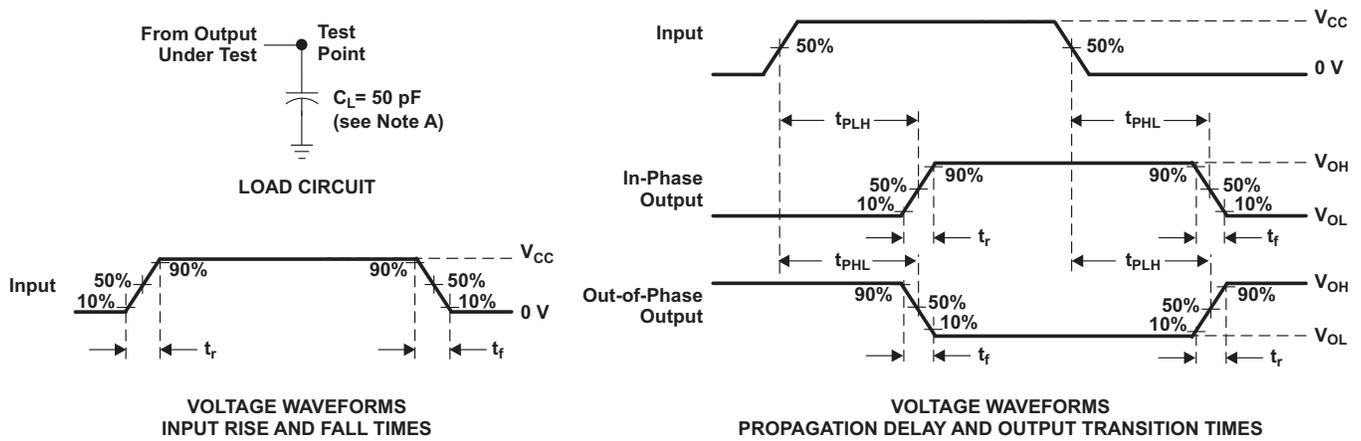 From Output
Under Test
Test
Point
CL= 50 pF
(see Note A)
LOAD CIRCUIT
Input
10%
50%
90%
90%
50%
10%
VCC
0 V
tr
tf
VOLTAGE WAVEFORMS
INPUT RISE AND FALL TIMES
Input
50%
50%
VCC
0 V
tPLH
tPHL
In-Phase
Output
50%
10%
90%
90%
50%
10%
VOH
VOL
tr
tf
tPHL
tPLH
Out-of-Phase
Output
90%
50%
10%
50%
10%
90%
VOH
VOL
tf
tr
VOLTAGE WAVEFORMS
PROPAGATION DELAY AND OUTPUT TRANSITION TIMES